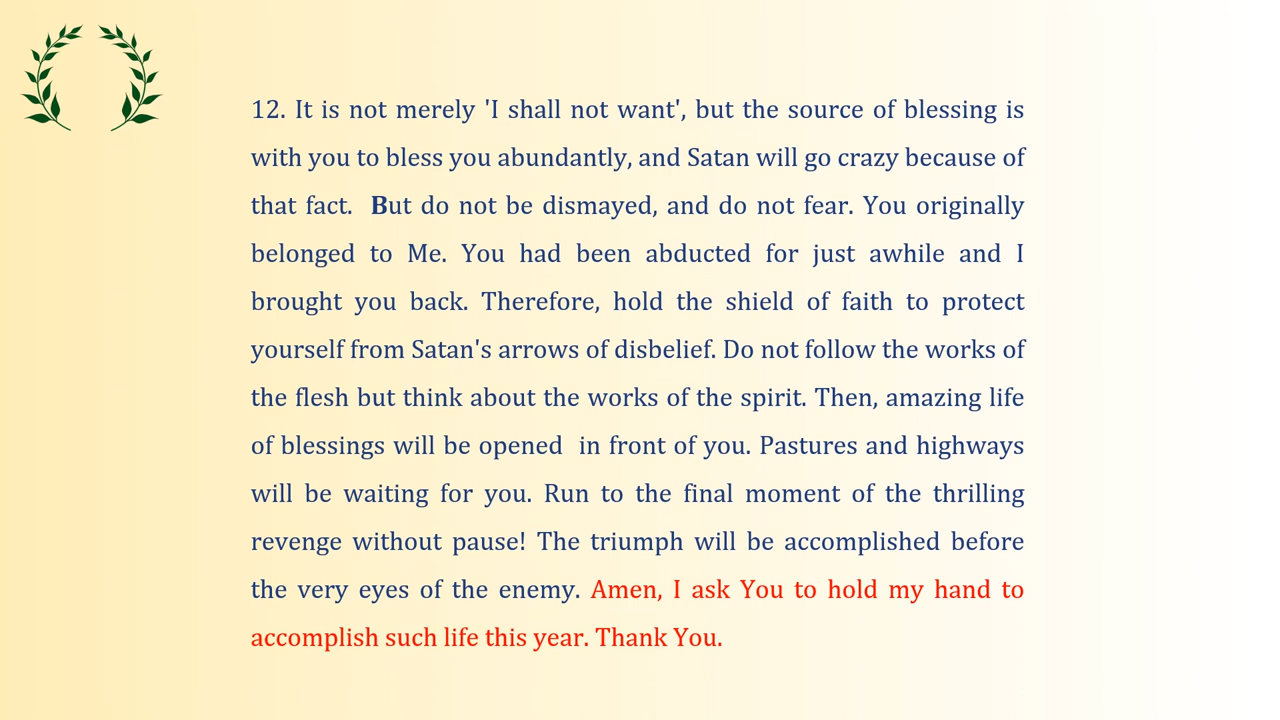 12. It is not merely 'I shall not want', but the source of blessing is
with you to bless you abundantly, and Satan will go crazy because of
that fact.  But do not be dismayed, and do not fear. You originally
belonged to Me. You had been abducted for just awhile and I
brought you back. Therefore, hold the shield of faith to protect
yourself from Satan's arrows of disbelief. Do not follow the works of
the flesh but think about the works of the spirit. Then, amazing life
of blessings will be opened  in front of you. Pastures and highways
will be waiting for you. Run to the final moment of the thrilling
revenge without pause! The triumph will be accomplished before
the very eyes of the enemy. Amen, I ask You to hold my hand to
accomplish such life this year. Thank You.